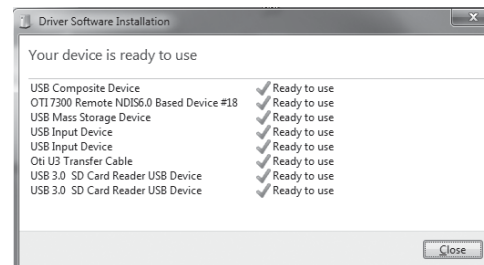 Driver Software Installation
Your device is ready to use
USB Composite Device Ready to use
OTI7300 Remote NDIS6.0 Based Device #18 Ready to use
USB Mass Storage Device Ready to use
USB Input Device Ready to use
USB Input Device Ready to use
Oti U3 Transfer Cable Ready to use
USB 3.0 SD Card Reader USB Device Ready to use
USB 3.0 SD Card Reader USB Device Ready to use
Close